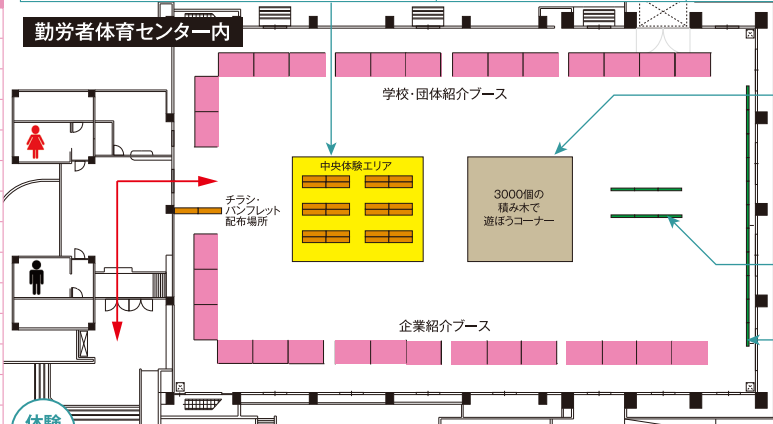 勤労者体育センター内
学校・団体紹介ブース
中央体験エリア
3000個の
積み木で
遊ぼうコーナー
チラシ・
パンフレット
配布場所
企業紹介ブース
体験